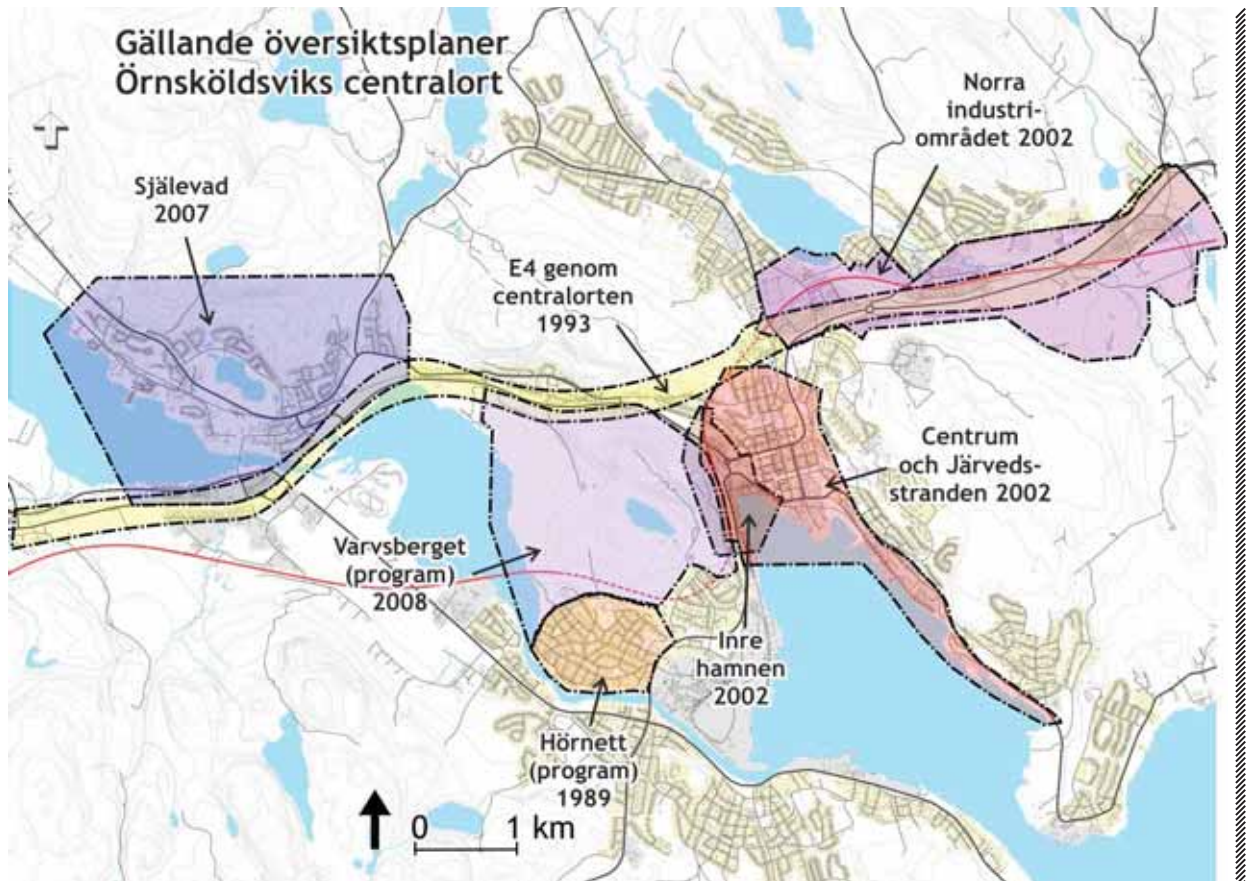 Gällande översiktsplaner
Örnsköldsviks centralort
Norra
industri-
området 2002
Själevad
2007
E4 genom
centralorten
1993
Centrum
och Järveds-
stranden 2002
Varvsberget
(program)
2008
Inre
hamnen
2002
Hörnett
(program)
1989
0 1 km